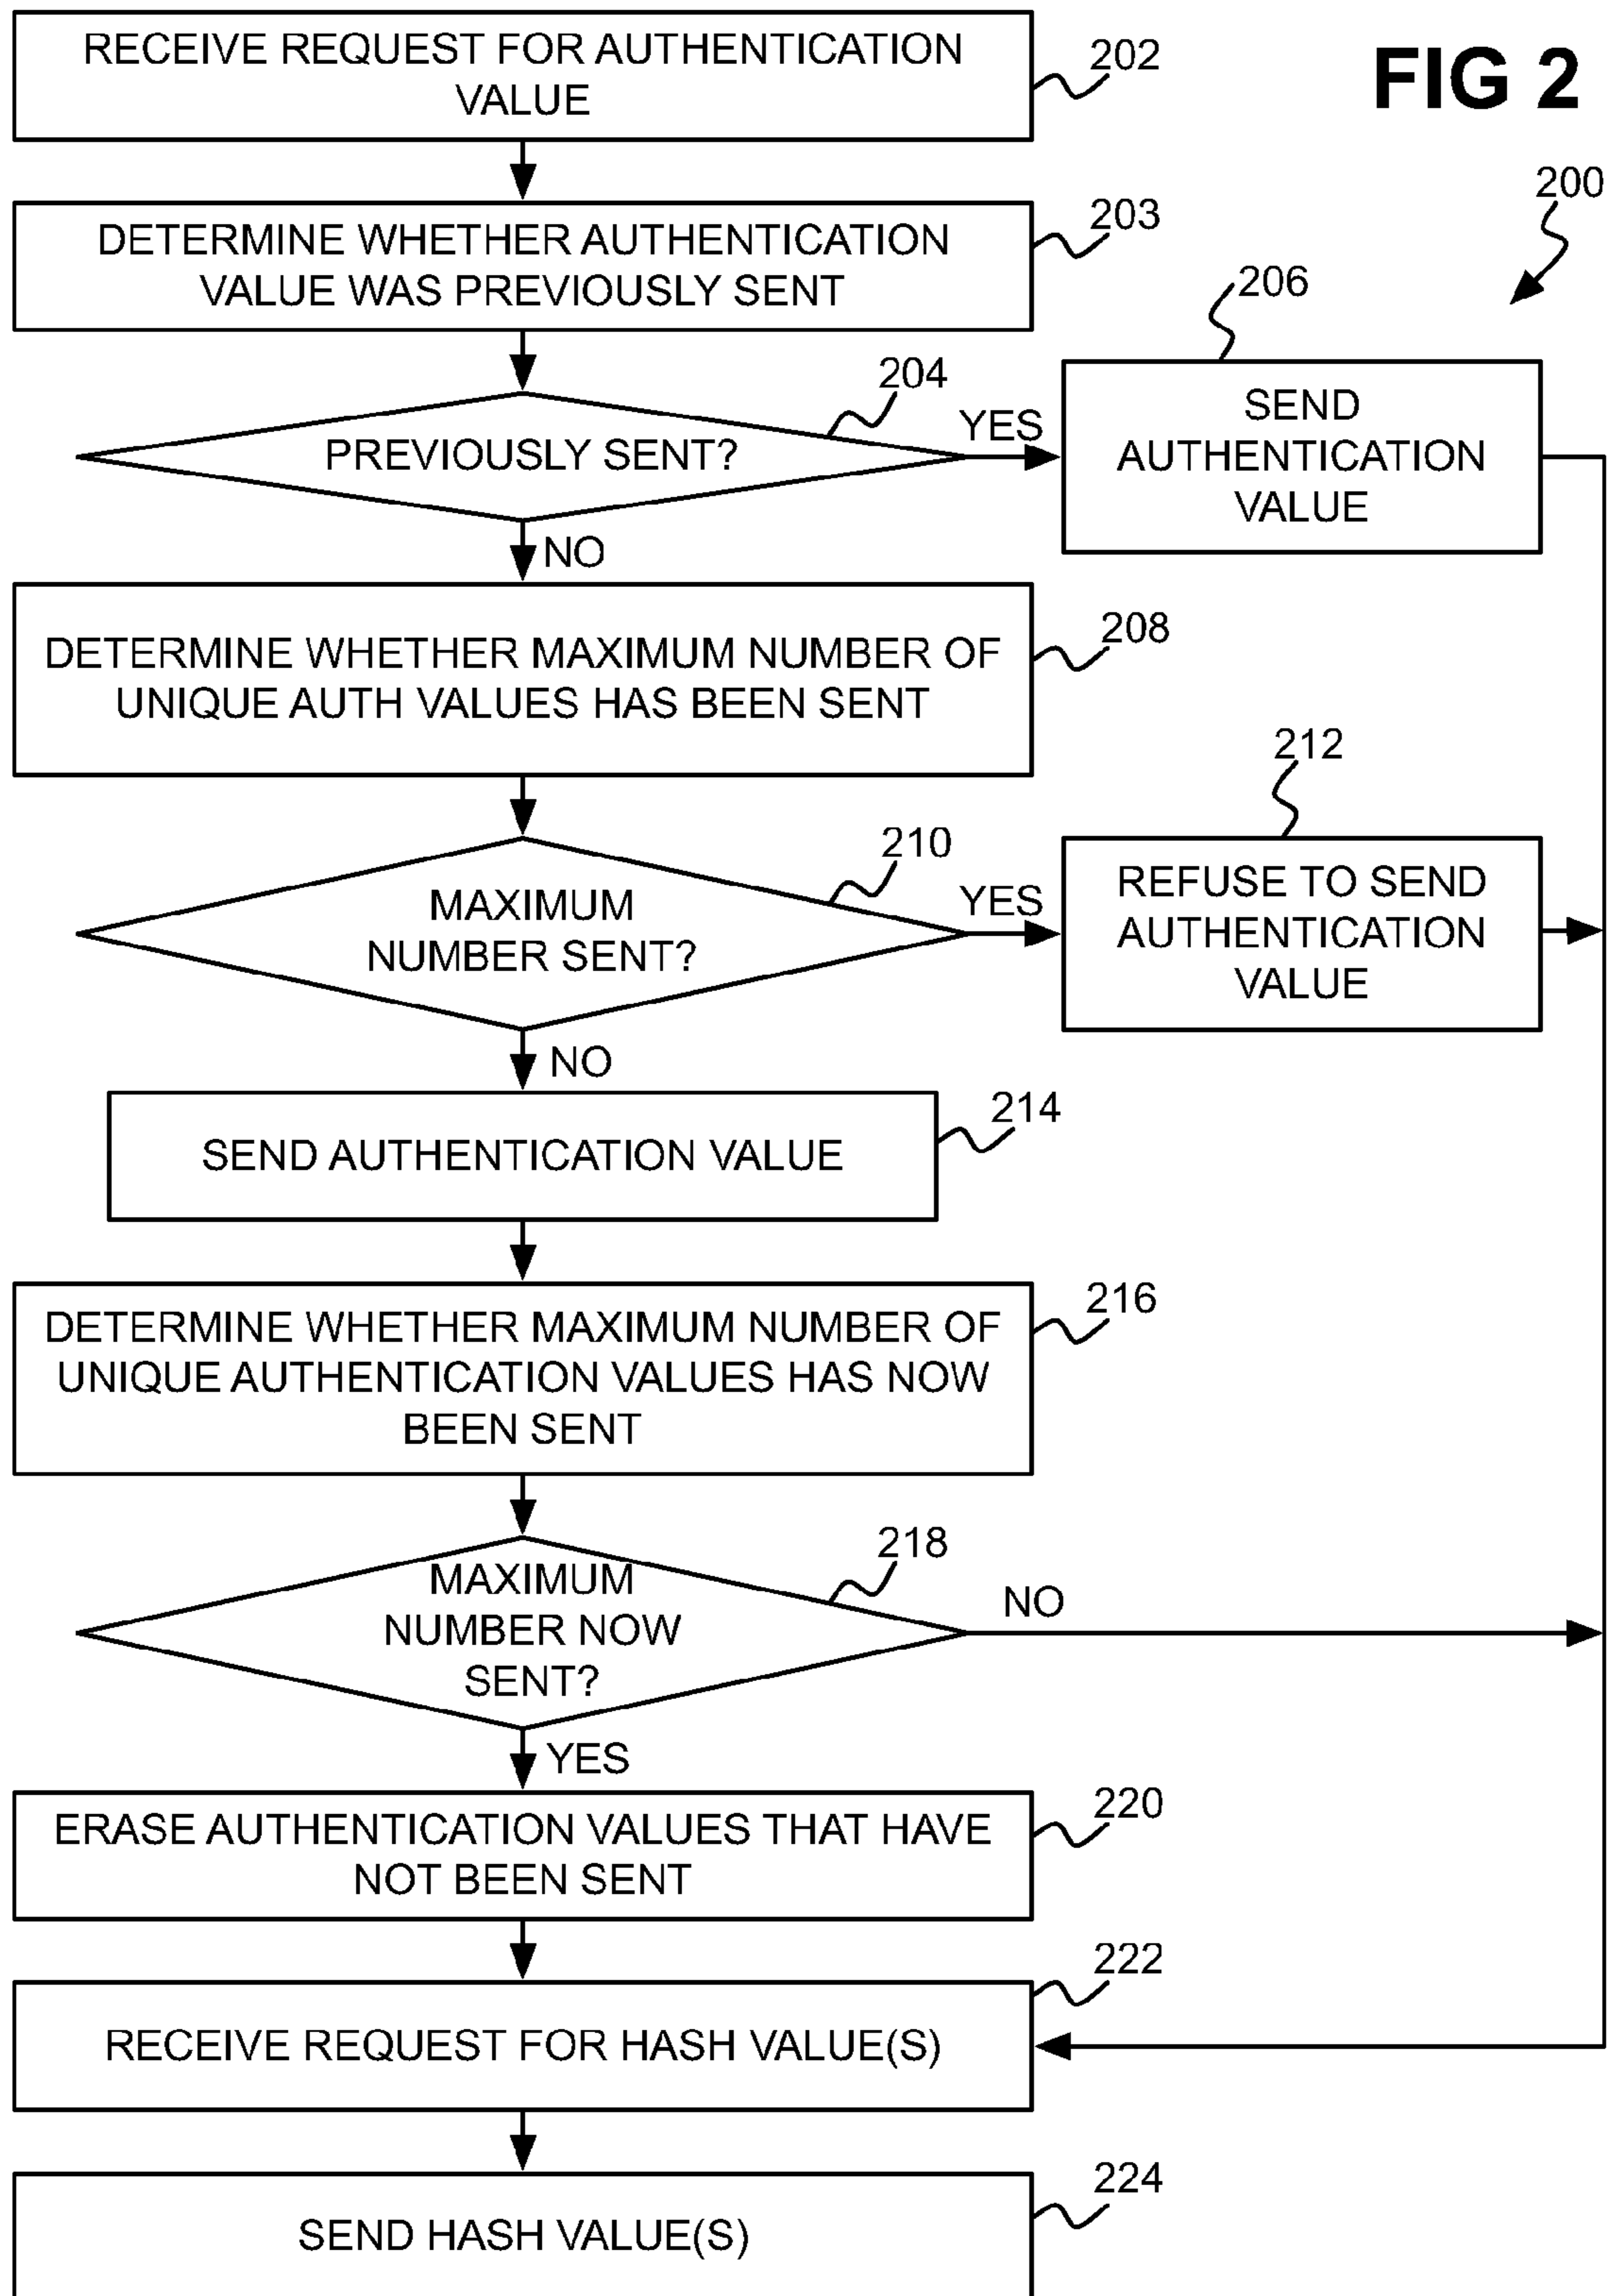 RECEIVE REQUEST FOR AUTHENTICATION
VALUE
202
FIG 2
200
DETERMINE WHETHER AUTHENTICATION
VALUE WAS PREVIOUSLY SENT
203
PREVIOUSLY SENT?
204
YES
206
SEND
AUTHENTICATION
VALUE
NO
DETERMINE WHETHER MAXIMUM NUMBER OF
UNIQUE AUTH VALUES HAS BEEN SENT
208
MAXIMUM
NUMBER SENT?
210
YES
212
REFUSE TO SEND
AUTHENTICATION
VALUE
NO
SEND AUTHENTICATION VALUE
214
DETERMINE WHETHER MAXIMUM NUMBER OF
UNIQUE AUTHENTICATION VALUES HAS NOW
BEEN SENT
216
MAXIMUM
NUMBER NOW
SENT?
218
NO
YES
ERASE AUTHENTICATION VALUES THAT HAVE
NOT BEEN SENT
220
RECEIVE REQUEST FOR HASH VALUE(S)
222
SEND HASH VALUE(S)
224